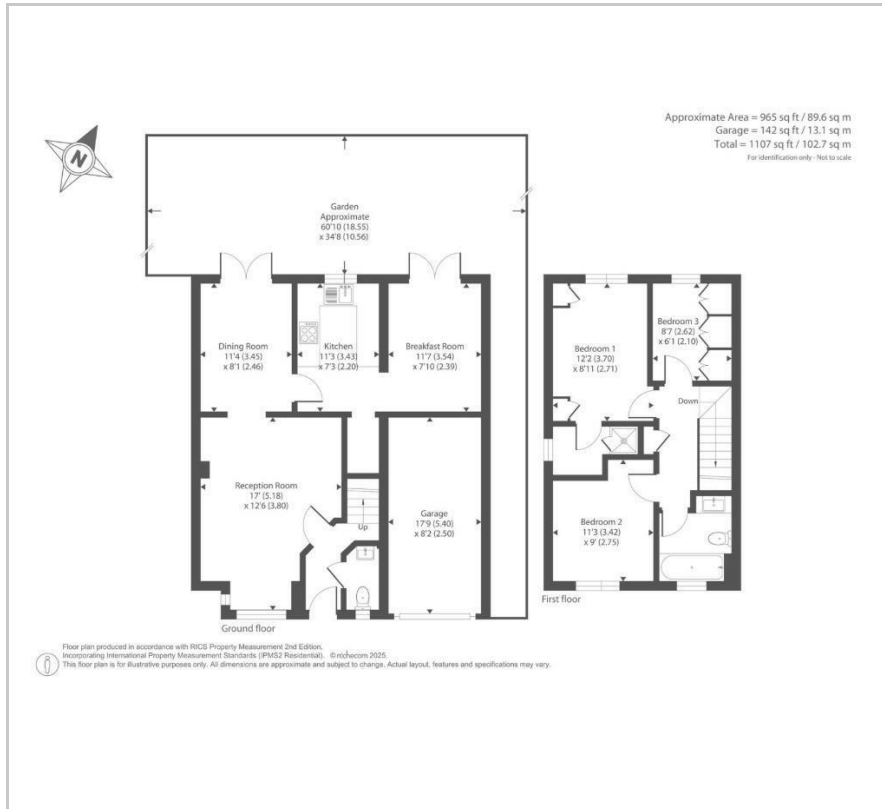 Approximate Area = 965 sq ft / 89.6 sq m
Garage = 142 sq ft / 13.1 sq m
Total = 1107 sq ft / 102.7 sq m
For identification only - Not to scale
N
Garden
Approximate
60'10 (18.55)
x 34'8 (10.56)
Dining Room
11'4 (3.45)
x 8'1 (2.46)
Kitchen
11'3 (3.43)
x 7'3 (2.20)
Breakfast Room
11'7 (3.54)
x 7'10 (2.39)
Reception Room
17' (5.18)
x 12'6 (3.80)
Up
Garage
17'9 (5.40)
x 8'2 (2.50)
Ground floor
Bedroom 1
12'2 (3.70)
x 8'11 (2.71)
Bedroom 3
8'7 (2.62)
x 6'1 (2.10)
Down
Bedroom 2
11'3 (3.42)
x 9' (2.75)
First floor
Floor plan produced in accordance with RICS Property Measurement 2nd Edition,
Incorporating International Property Measurement Standards (IPMS2 Residential). © nichecom 2025.
This floor plan is for illustrative purposes only. All dimensions are approximate and subject to change. Actual layout, features and specifications may vary.